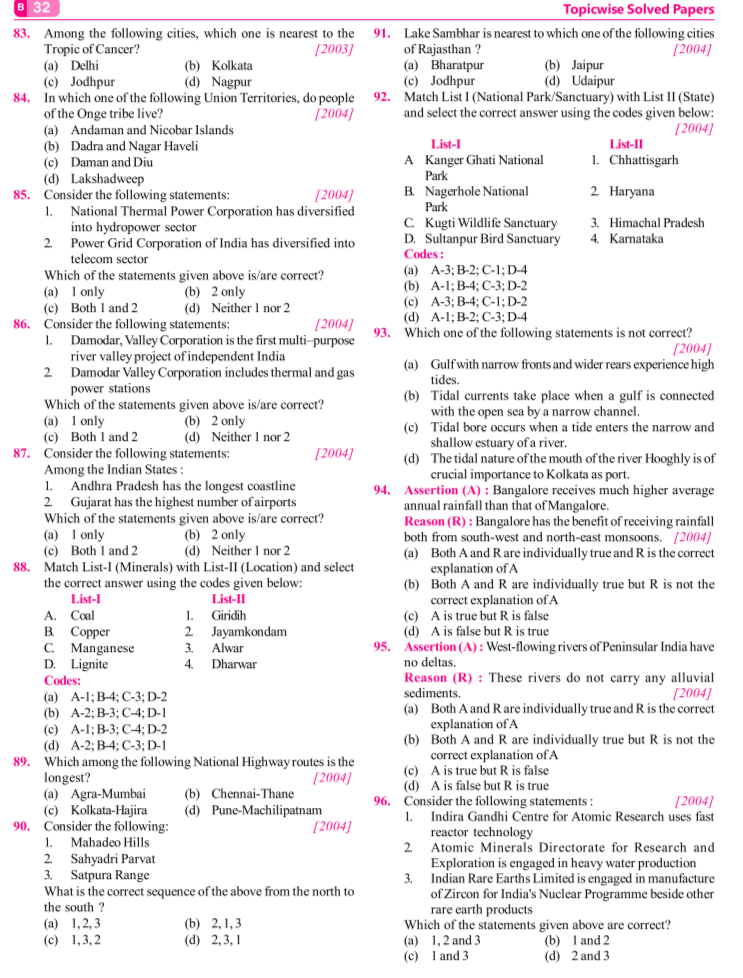 B 32
Topicwise Solved Papers
83. Among the following cities, which one is nearest to the
Tropic of Cancer? [2003]
(a) Delhi (b) Kolkata
(c) Jodhpur (d) Nagpur
84. In which one of the following Union Territories, do people
of the Onge tribe live? [2004]
(a) Andaman and Nicobar Islands
(b) Dadra and Nagar Haveli
(c) Daman and Diu
(d) Lakshadweep
85. Consider the following statements: [2004]
1. National Thermal Power Corporation has diversified
into hydropower sector
2. Power Grid Corporation of India has diversified into
telecom sector
Which of the statements given above is/are correct?
(a) 1 only (b) 2 only
(c) Both 1 and 2 (d) Neither 1 nor 2
86. Consider the following statements: [2004]
1. Damodar, Valley Corporation is the first multi–purpose
river valley project of independent India
2. Damodar Valley Corporation includes thermal and gas
power stations
Which of the statements given above is/are correct?
(a) 1 only (b) 2 only
(c) Both 1 and 2 (d) Neither 1 nor 2
87. Consider the following statements: [2004]
Among the Indian States :
1. Andhra Pradesh has the longest coastline
2. Gujarat has the highest number of airports
Which of the statements given above is/are correct?
(a) 1 only (b) 2 only
(c) Both 1 and 2 (d) Neither 1 nor 2
88. Match List-I (Minerals) with List-II (Location) and select
the correct answer using the codes given below:
List-I List-II
A. Coal 1. Giridih
B. Copper 2. Jayamkondam
C. Manganese 3. Alwar
D. Lignite 4. Dharwar
Codes:
(a) A-1; B-4; C-3; D-2
(b) A-2; B-3; C-4; D-1
(c) A-1; B-3; C-4; D-2
(d) A-2; B-4; C-3; D-1
89. Which among the following National Highway routes is the
longest? [2004]
(a) Agra-Mumbai (b) Chennai-Thane
(c) Kolkata-Hajira (d) Pune-Machilipatnam
90. Consider the following: [2004]
1. Mahadeo Hills
2. Sahyadri Parvat
3. Satpura Range
What is the correct sequence of the above from the north to
the south ?
(a) 1, 2, 3 (b) 2, 1, 3
(c) 1, 3, 2 (d) 2, 3, 1
91. Lake Sambhar is nearest to which one of the following cities
of Rajasthan ? [2004]
(a) Bharatpur (b) Jaipur
(c) Jodhpur (d) Udaipur
92. Match List I (National Park/Sanctuary) with List II (State)
and select the correct answer using the codes given below:
[2004]
List-I List-II
A Kanger Ghati National 1. Chhattisgarh
Park
B. Nagerhole National 2. Haryana
Park
C. Kugti Wildlife Sanctuary 3. Himachal Pradesh
D. Sultanpur Bird Sanctuary 4. Karnataka
Codes :
(a) A-3; B-2; C-1; D-4
(b) A-1; B-4; C-3; D-2
(c) A-3; B-4; C-1; D-2
(d) A-1; B-2; C-3; D-4
93. Which one of the following statements is not correct?
[2004]
(a) Gulf with narrow fronts and wider rears experience high
tides.
(b) Tidal currents take place when a gulf is connected
with the open sea by a narrow channel.
(c) Tidal bore occurs when a tide enters the narrow and
shallow estuary of a river.
(d) The tidal nature of the mouth of the river Hooghly is of
crucial importance to Kolkata as port.
94. Assertion (A) : Bangalore receives much higher average
annual rainfall than that of Mangalore.
Reason (R) : Bangalore has the benefit of receiving rainfall
both from south-west and north-east monsoons. [2004]
(a) Both A and R are individually true and R is the correct
explanation of A
(b) Both A and R are individually true but R is not the
correct explanation of A
(c) A is true but R is false
(d) A is false but R is true
95. Assertion (A) : West-flowing rivers of Peninsular India have
no deltas.
Reason (R) : These rivers do not carry any alluvial
sediments. [2004]
(a) Both A and R are individually true and R is the correct
explanation of A
(b) Both A and R are individually true but R is not the
correct explanation of A
(c) A is true but R is false
(d) A is false but R is true
96. Consider the following statements : [2004]
1. Indira Gandhi Centre for Atomic Research uses fast
reactor technology
2. Atomic Minerals Directorate for Research and
Exploration is engaged in heavy water production
3. Indian Rare Earths Limited is engaged in manufacture
of Zircon for India's Nuclear Programme beside other
rare earth products
Which of the statements given above are correct?
(a) 1, 2 and 3 (b) 1 and 2
(c) 1 and 3 (d) 2 and 3